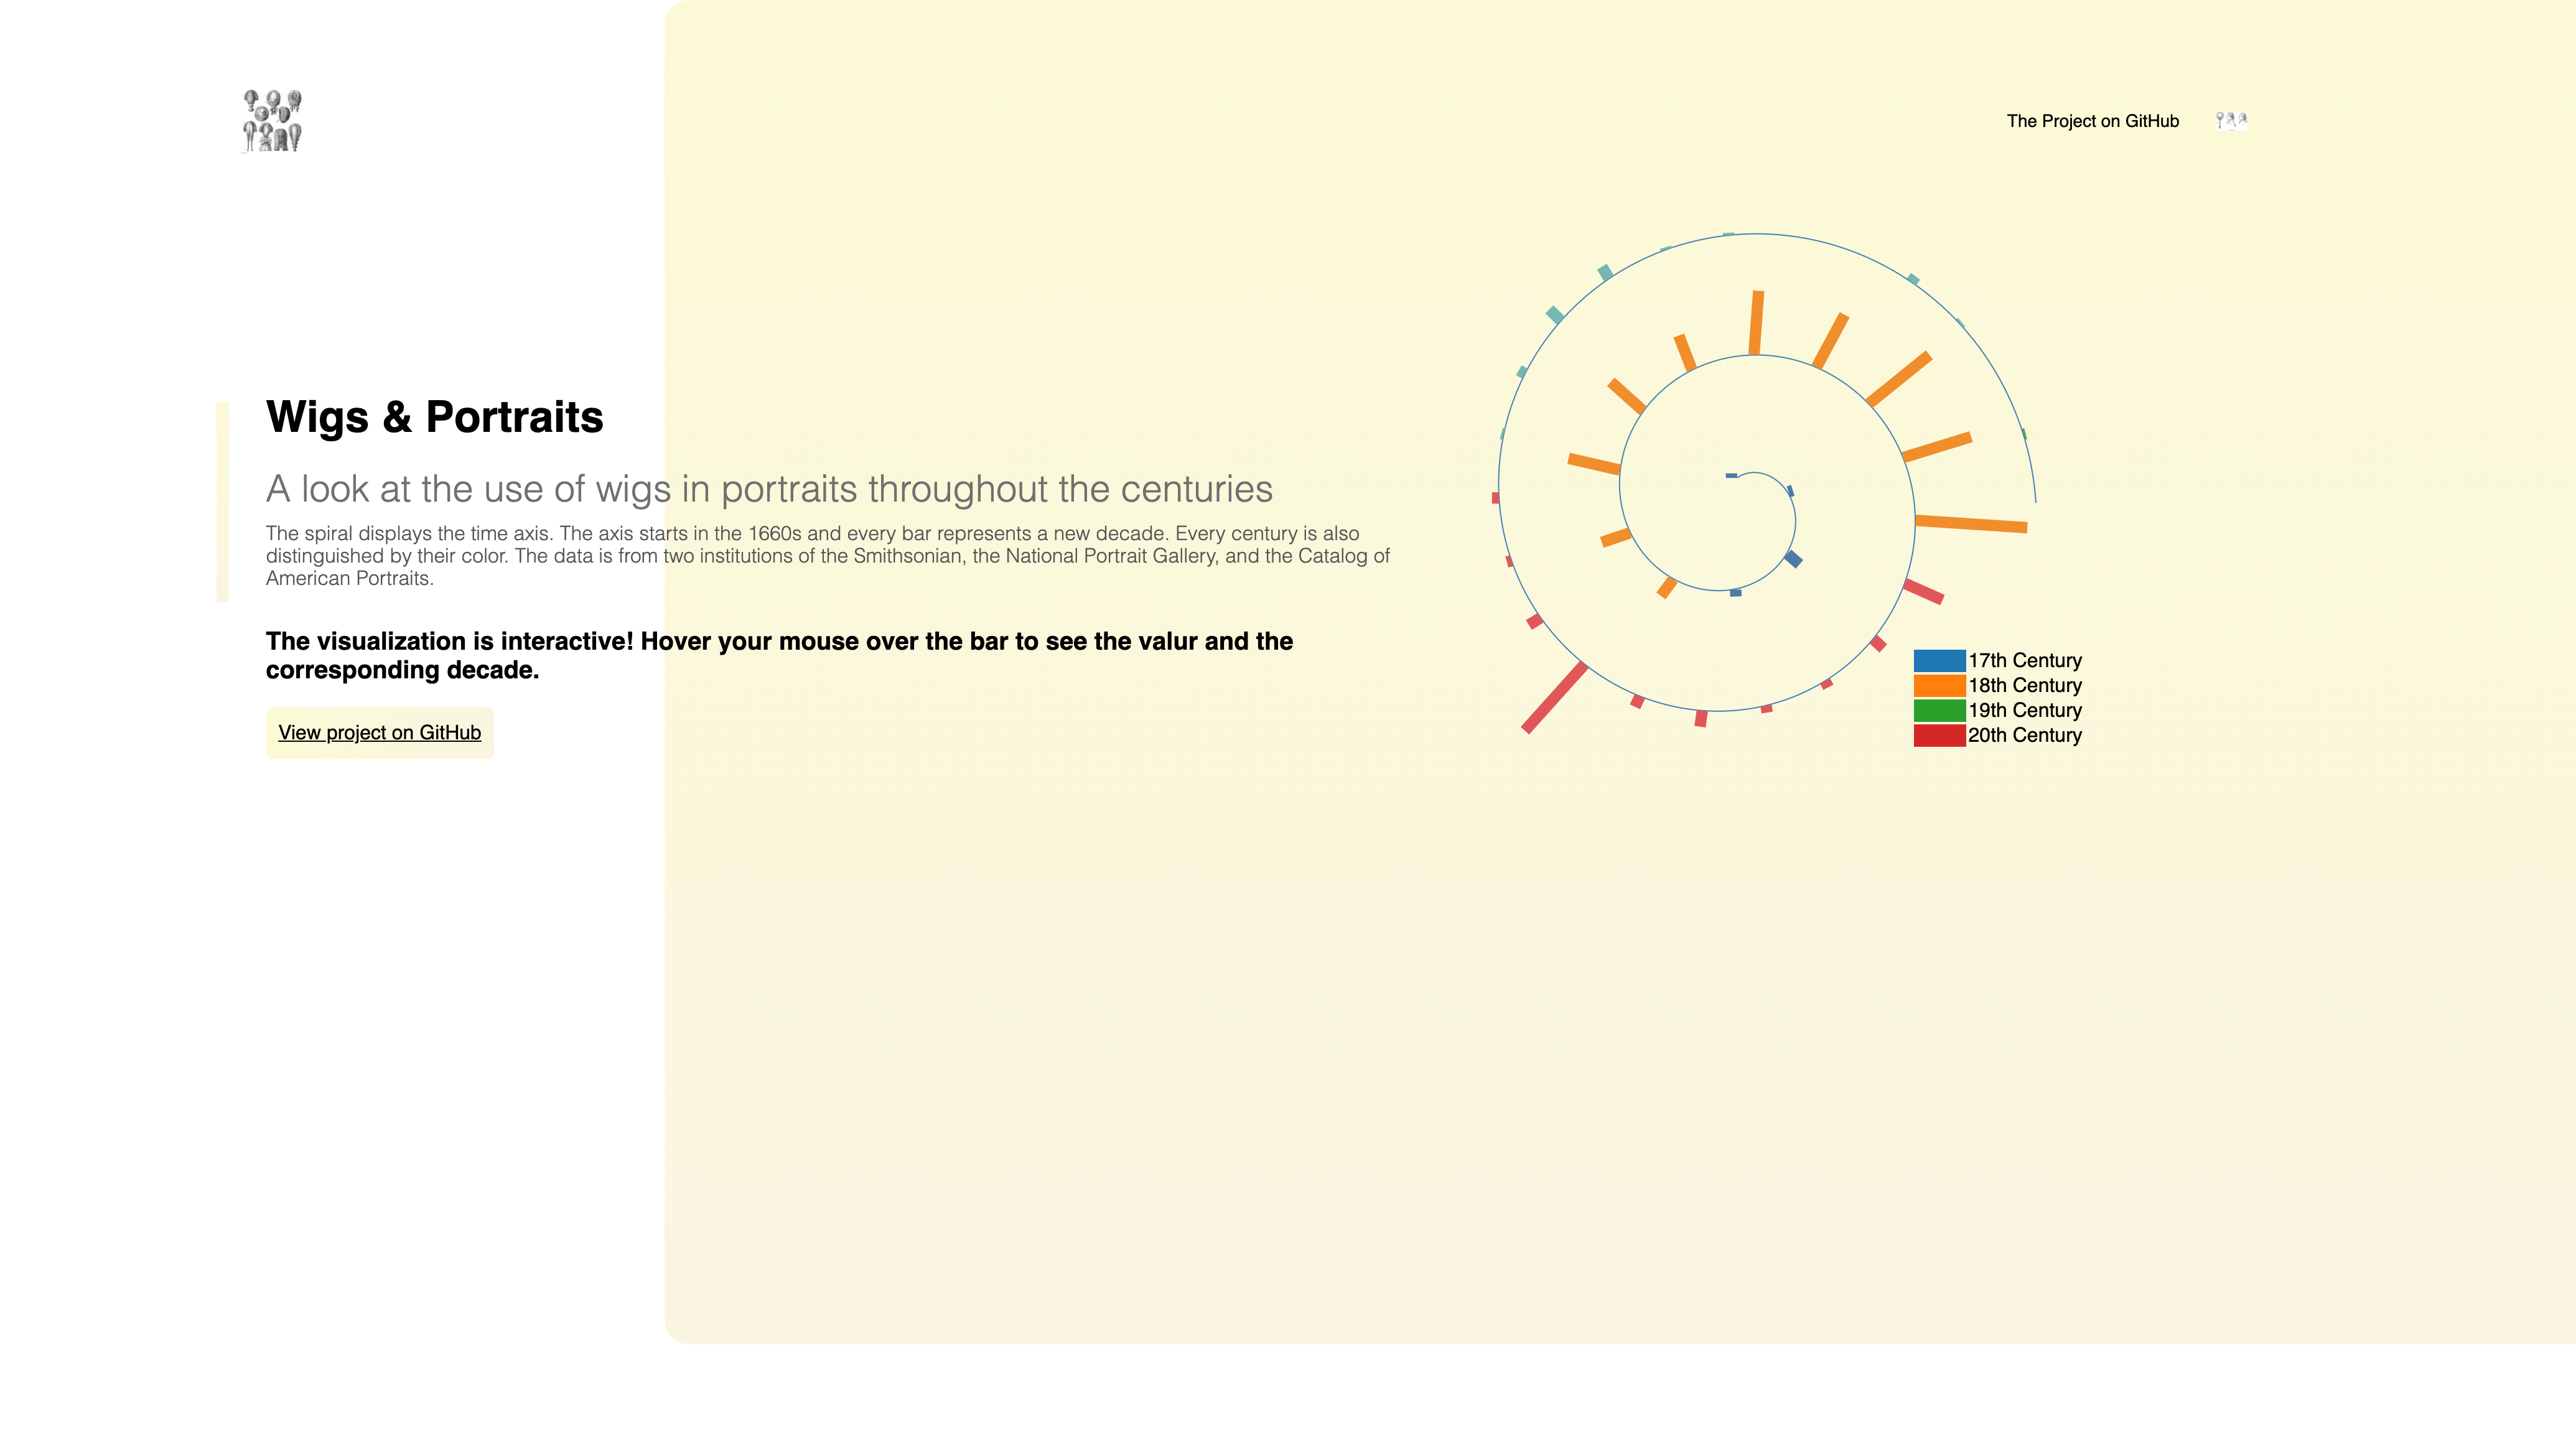 The Project on GitHub
Wigs & Portraits
A look at the use of wigs in portraits throughout the centuries
The spiral displays the time axis. The axis starts in the 1660s and every bar represents a new decade. Every century is also
distinguished by their color. The data is from two institutions of the Smithsonian, the National Portrait Gallery, and the Catalog of
American Portraits.
The visualization is interactive! Hover your mouse over the bar to see the valur and the
corresponding decade.
View project on GitHub
17th Century
18th Century
19th Century
20th Century